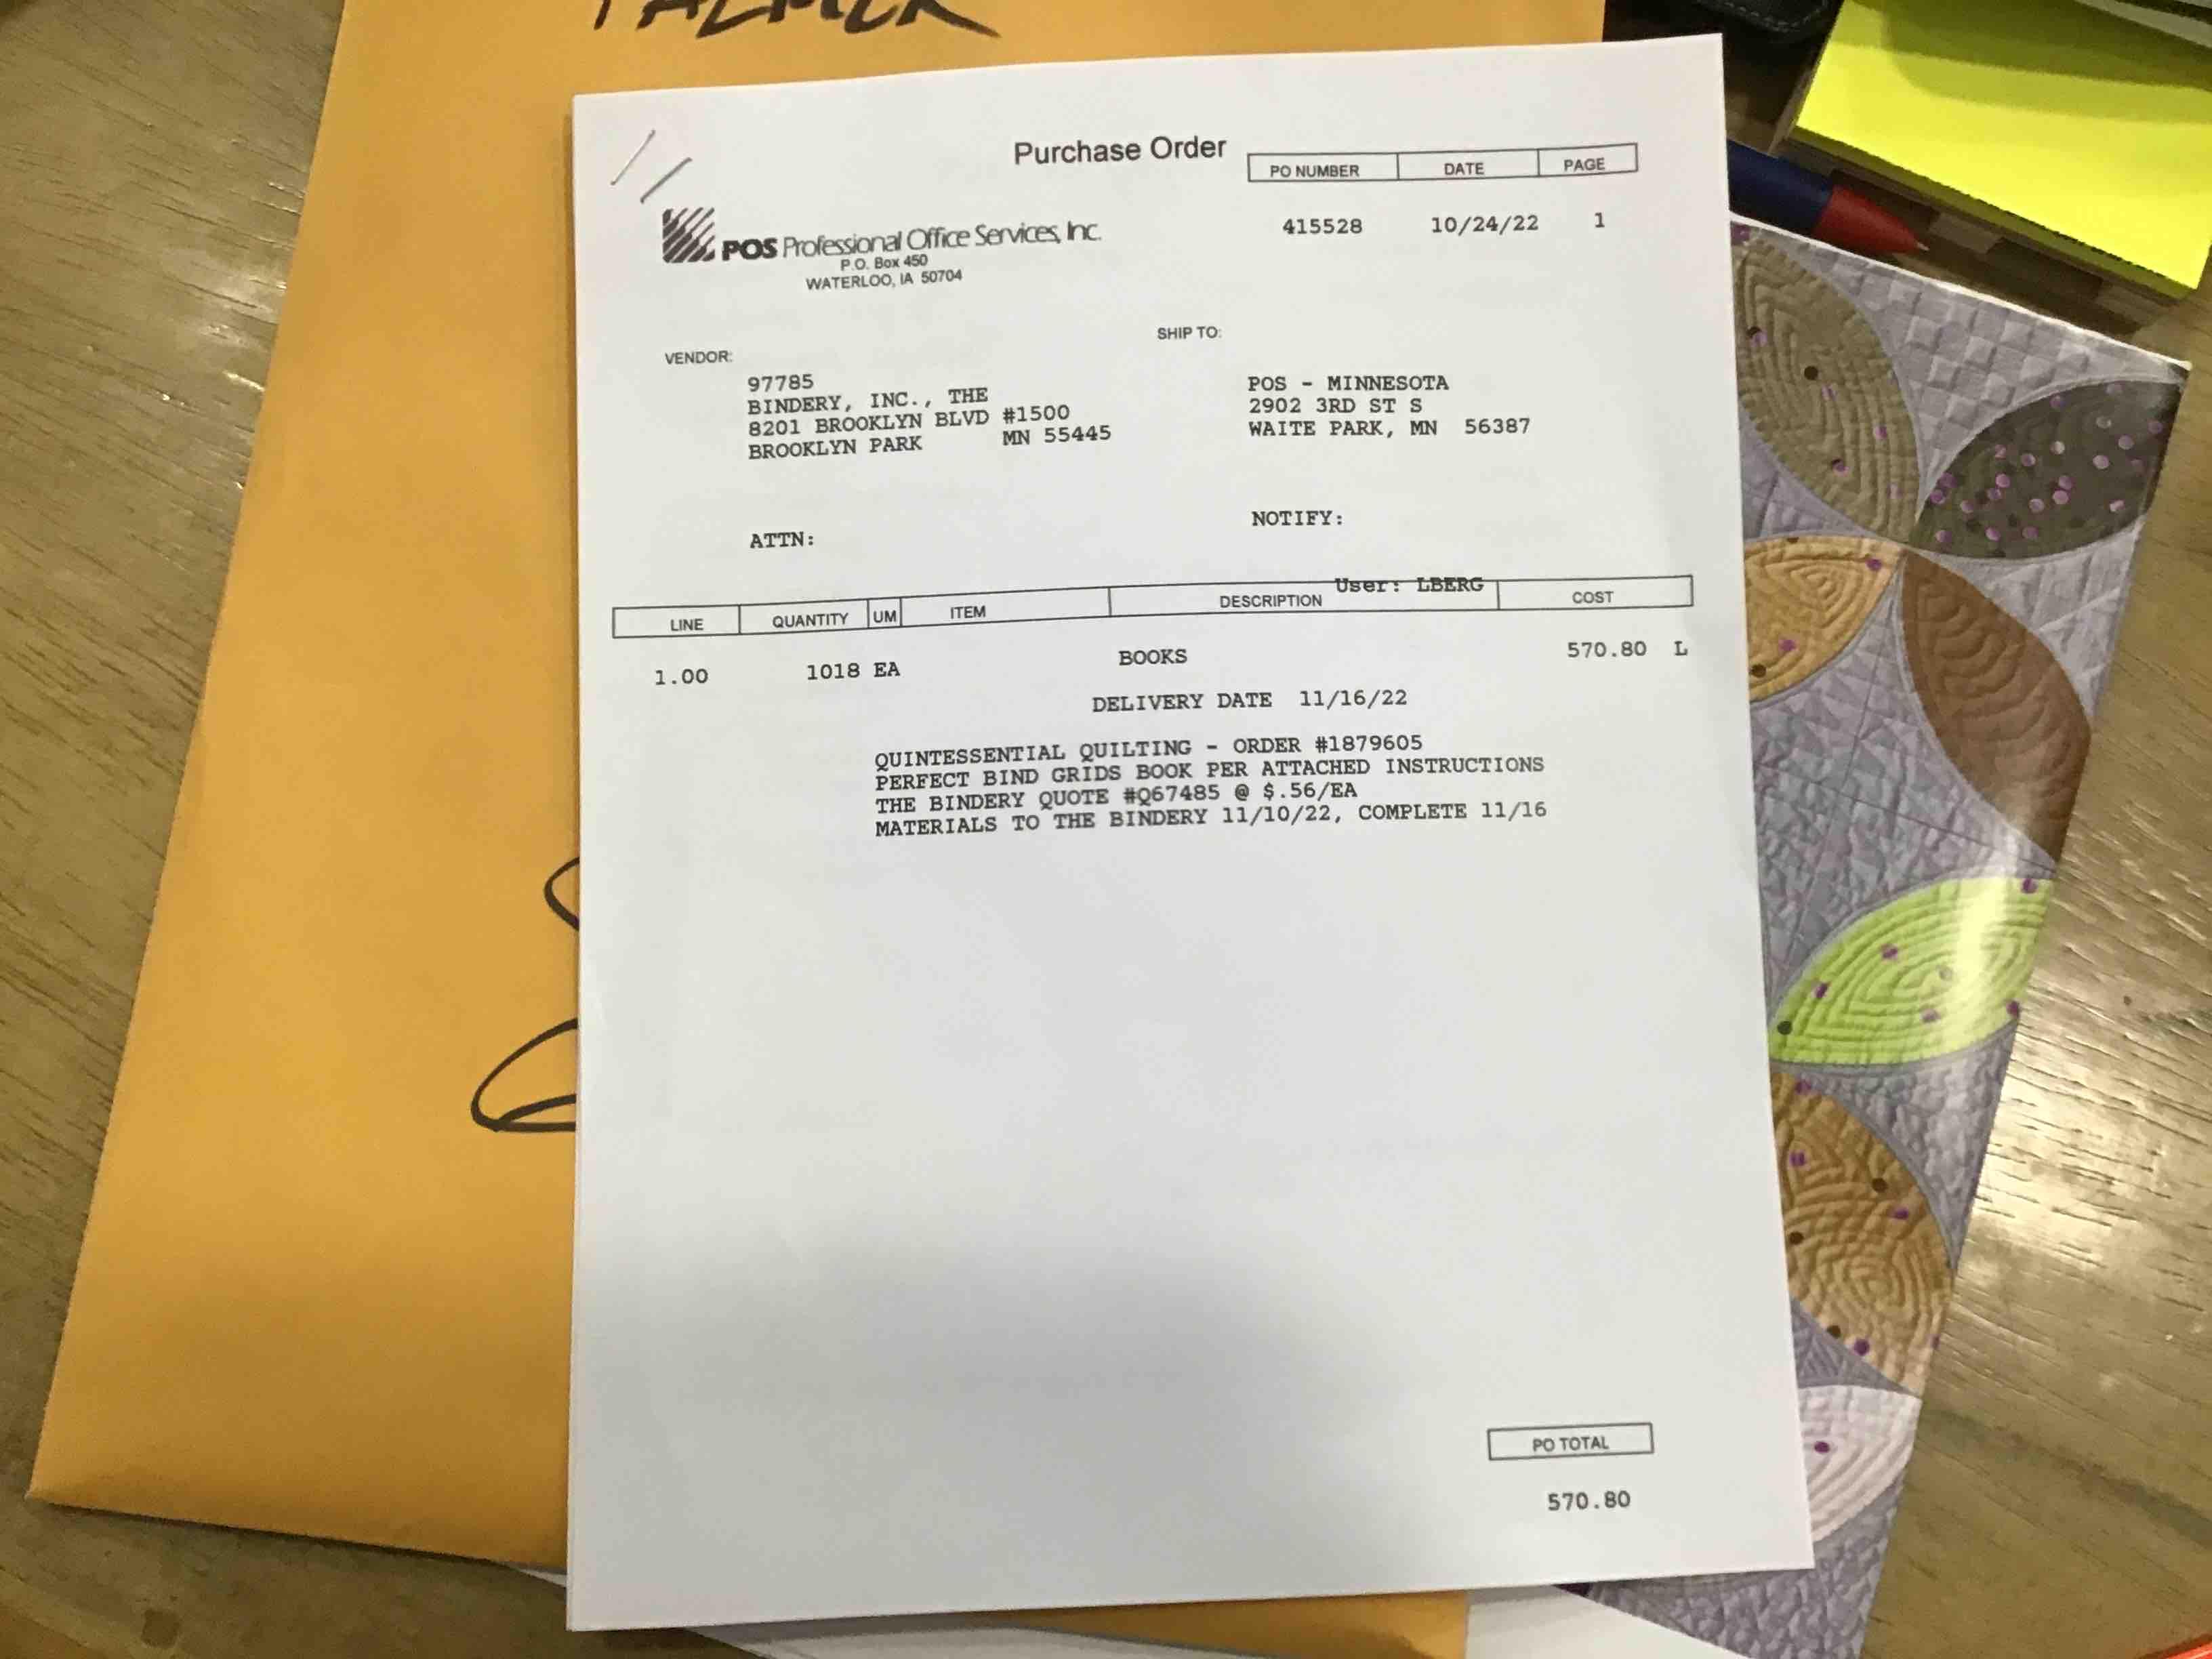 PALMER
Purchase Order
PO NUMBER DATE PAGE
415528 10/24/22 1
POS Professional Office Services, Inc.
P.O. Box 450
WATERLOO, IA 50704
VENDOR:
97785
BINDERY, INC., THE
8201 BROOKLYN BLVD #1500
BROOKLYN PARK MN 55445
SHIP TO:
POS - MINNESOTA
2902 3RD ST S
WAITE PARK, MN 56387
ATTN:
NOTIFY:
User: LBERG
LINE QUANTITY UM ITEM DESCRIPTION COST
1.00 1018 EA BOOKS 570.80 L
DELIVERY DATE 11/16/22
QUINTESSENTIAL QUILTING - ORDER #1879605
PERFECT BIND GRIDS BOOK PER ATTACHED INSTRUCTIONS
THE BINDERY QUOTE #Q67485 @ $.56/EA
MATERIALS TO THE BINDERY 11/10/22, COMPLETE 11/16
PO TOTAL
570.80